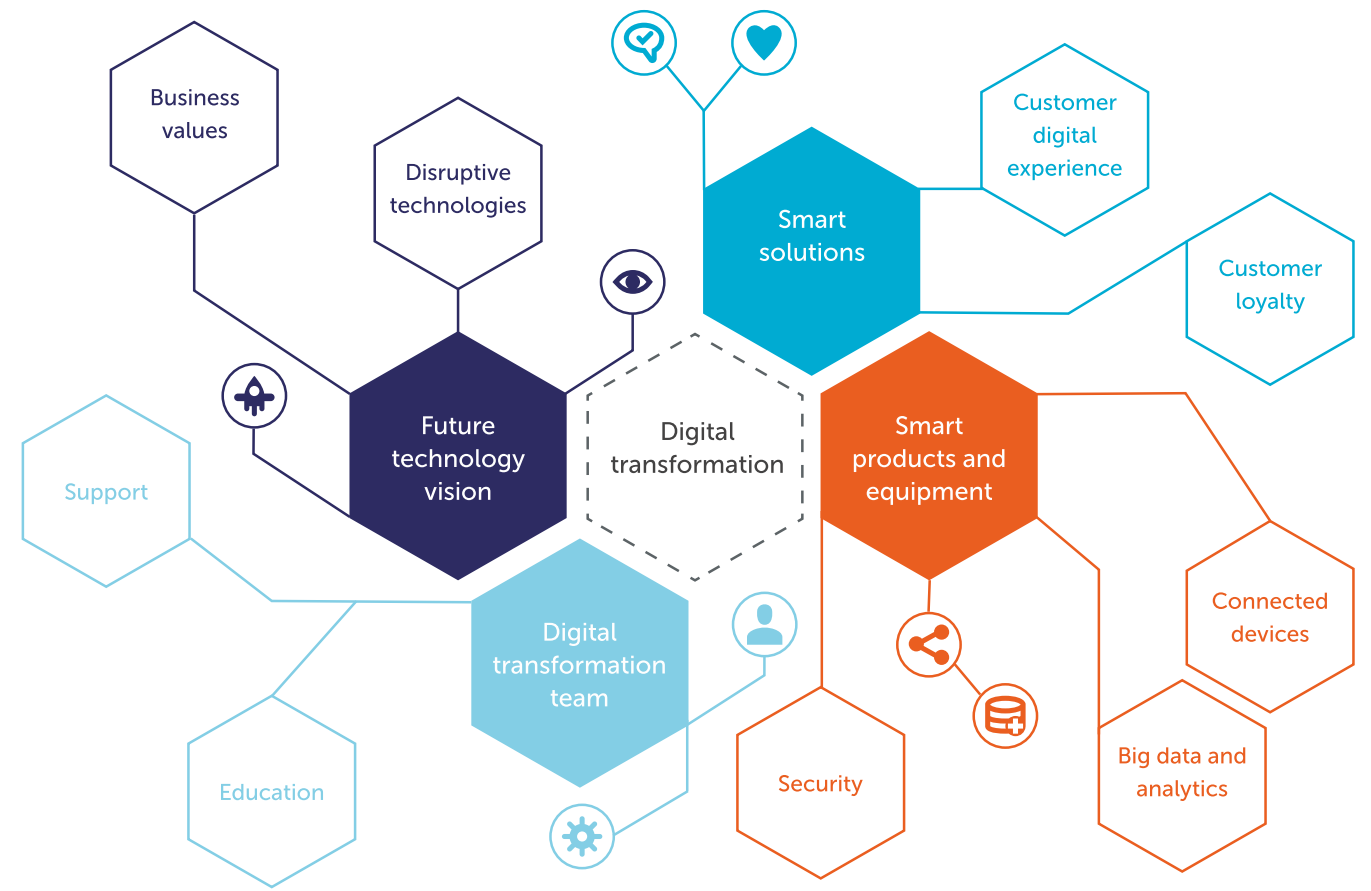 Business
values
Disruptive
technologies
Smart
solutions
Customer
digital
experience
Customer
loyalty
Future
technology
vision
Digital
transformation
Smart
products and
equipment
Support
Digital
transformation
team
Education
Security
Connected
devices
Big data and
analytics